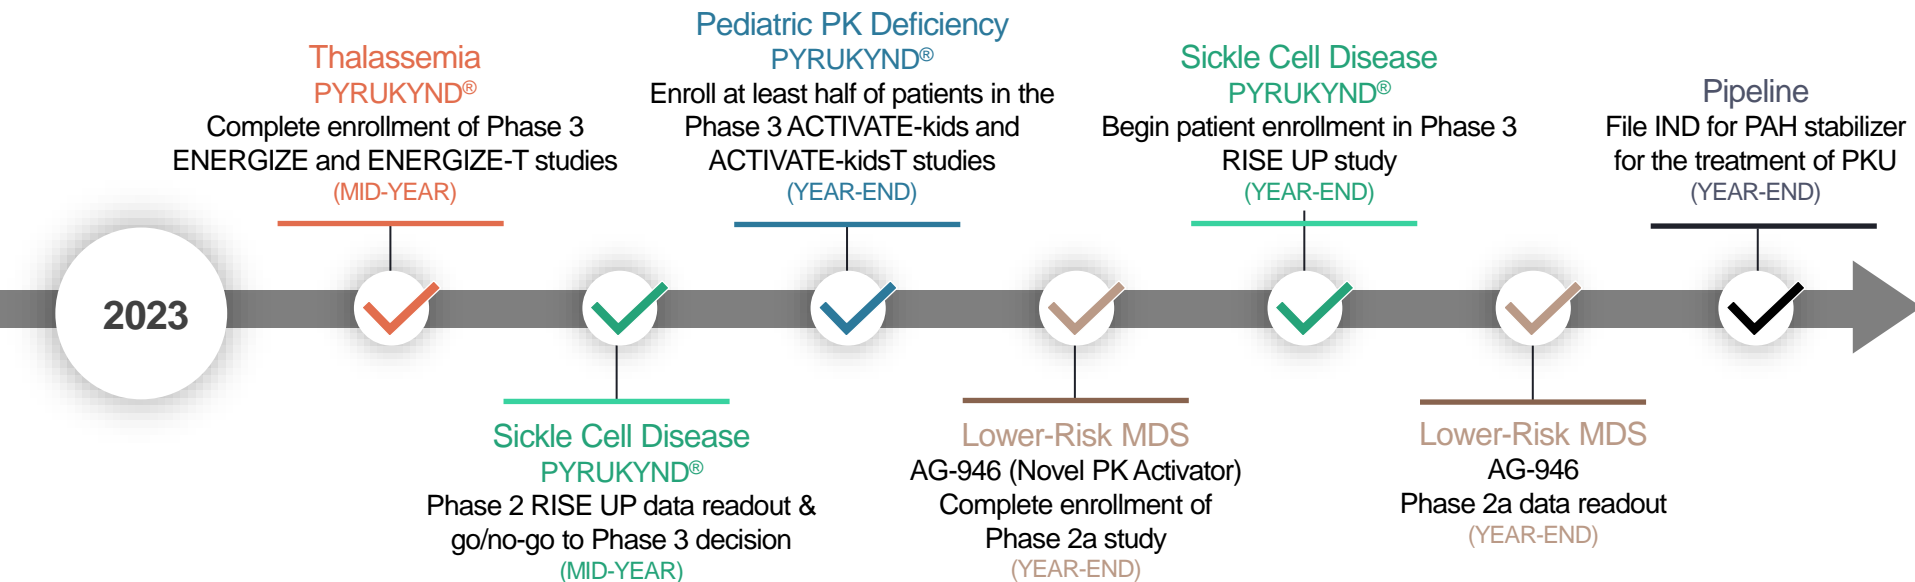 2023
Thalassemia
PYRUKYND®
Complete enrollment of Phase 3
ENERGIZE and ENERGIZE-T studies
(MID-YEAR)
Sickle Cell Disease
PYRUKYND®
Phase 2 RISE UP data readout &
go/no-go to Phase 3 decision
(MID-YEAR)
Pediatric PK Deficiency
PYRUKYND®
Enroll at least half of patients in the
Phase 3 ACTIVATE-kids and
ACTIVATE-kidsT studies
(YEAR-END)
Lower-Risk MDS
AG-946 (Novel PK Activator)
Complete enrollment of
Phase 2a study
(YEAR-END)
Sickle Cell Disease
PYRUKYND®
Begin patient enrollment in Phase 3
RISE UP study
(YEAR-END)
Lower-Risk MDS
AG-946
Phase 2a data readout
(YEAR-END)
Pipeline
File IND for PAH stabilizer
for the treatment of PKU
(YEAR-END)